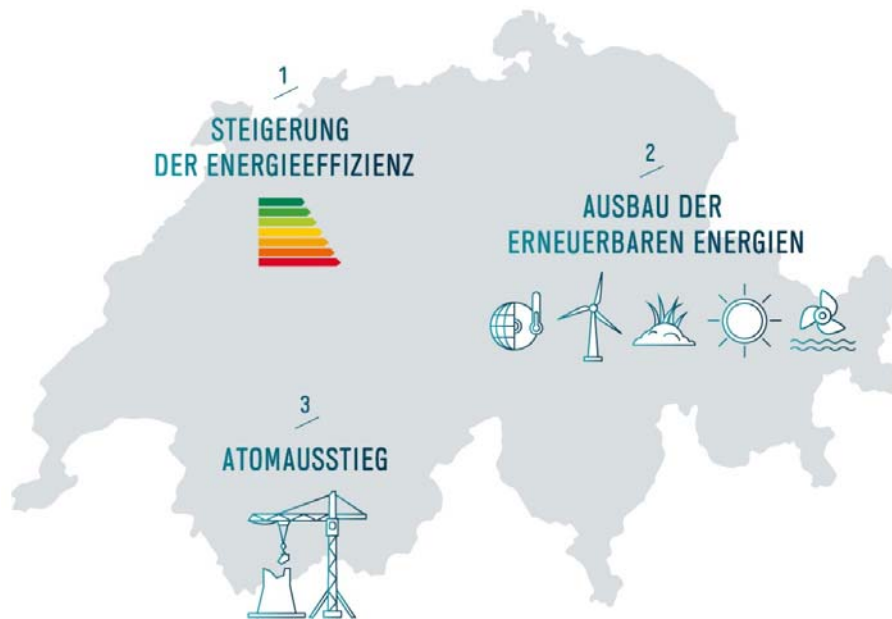 1
STEIGERUNG
DER ENERGIEEFFIZIENZ
2
AUSBAU DER
ERNEUERBAREN ENERGIEN
3
ATOMAUSSTIEG